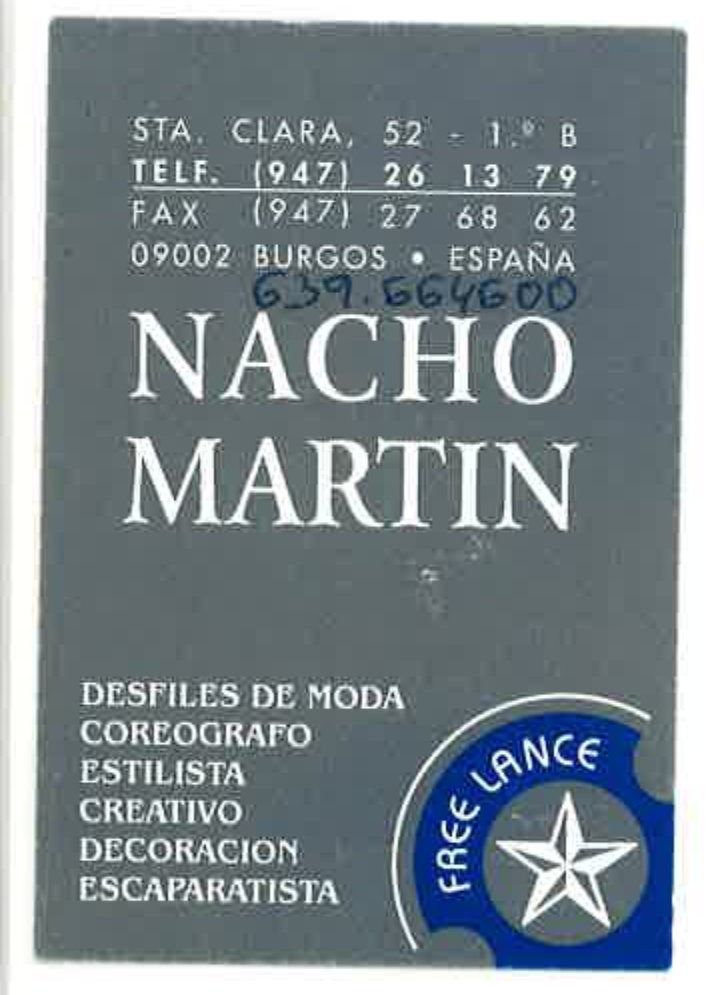 STA. CLARA, 52 - 1.º B
TELF. (947) 26 13 79
FAX (947) 27 68 62
09002 BURGOS • ESPAÑA
639.664600
NACHO
MARTIN
DESFILES DE MODA
COREOGRAFO
ESTILISTA
CREATIVO
DECORACION
ESCAPARATISTA
FREE LANCE